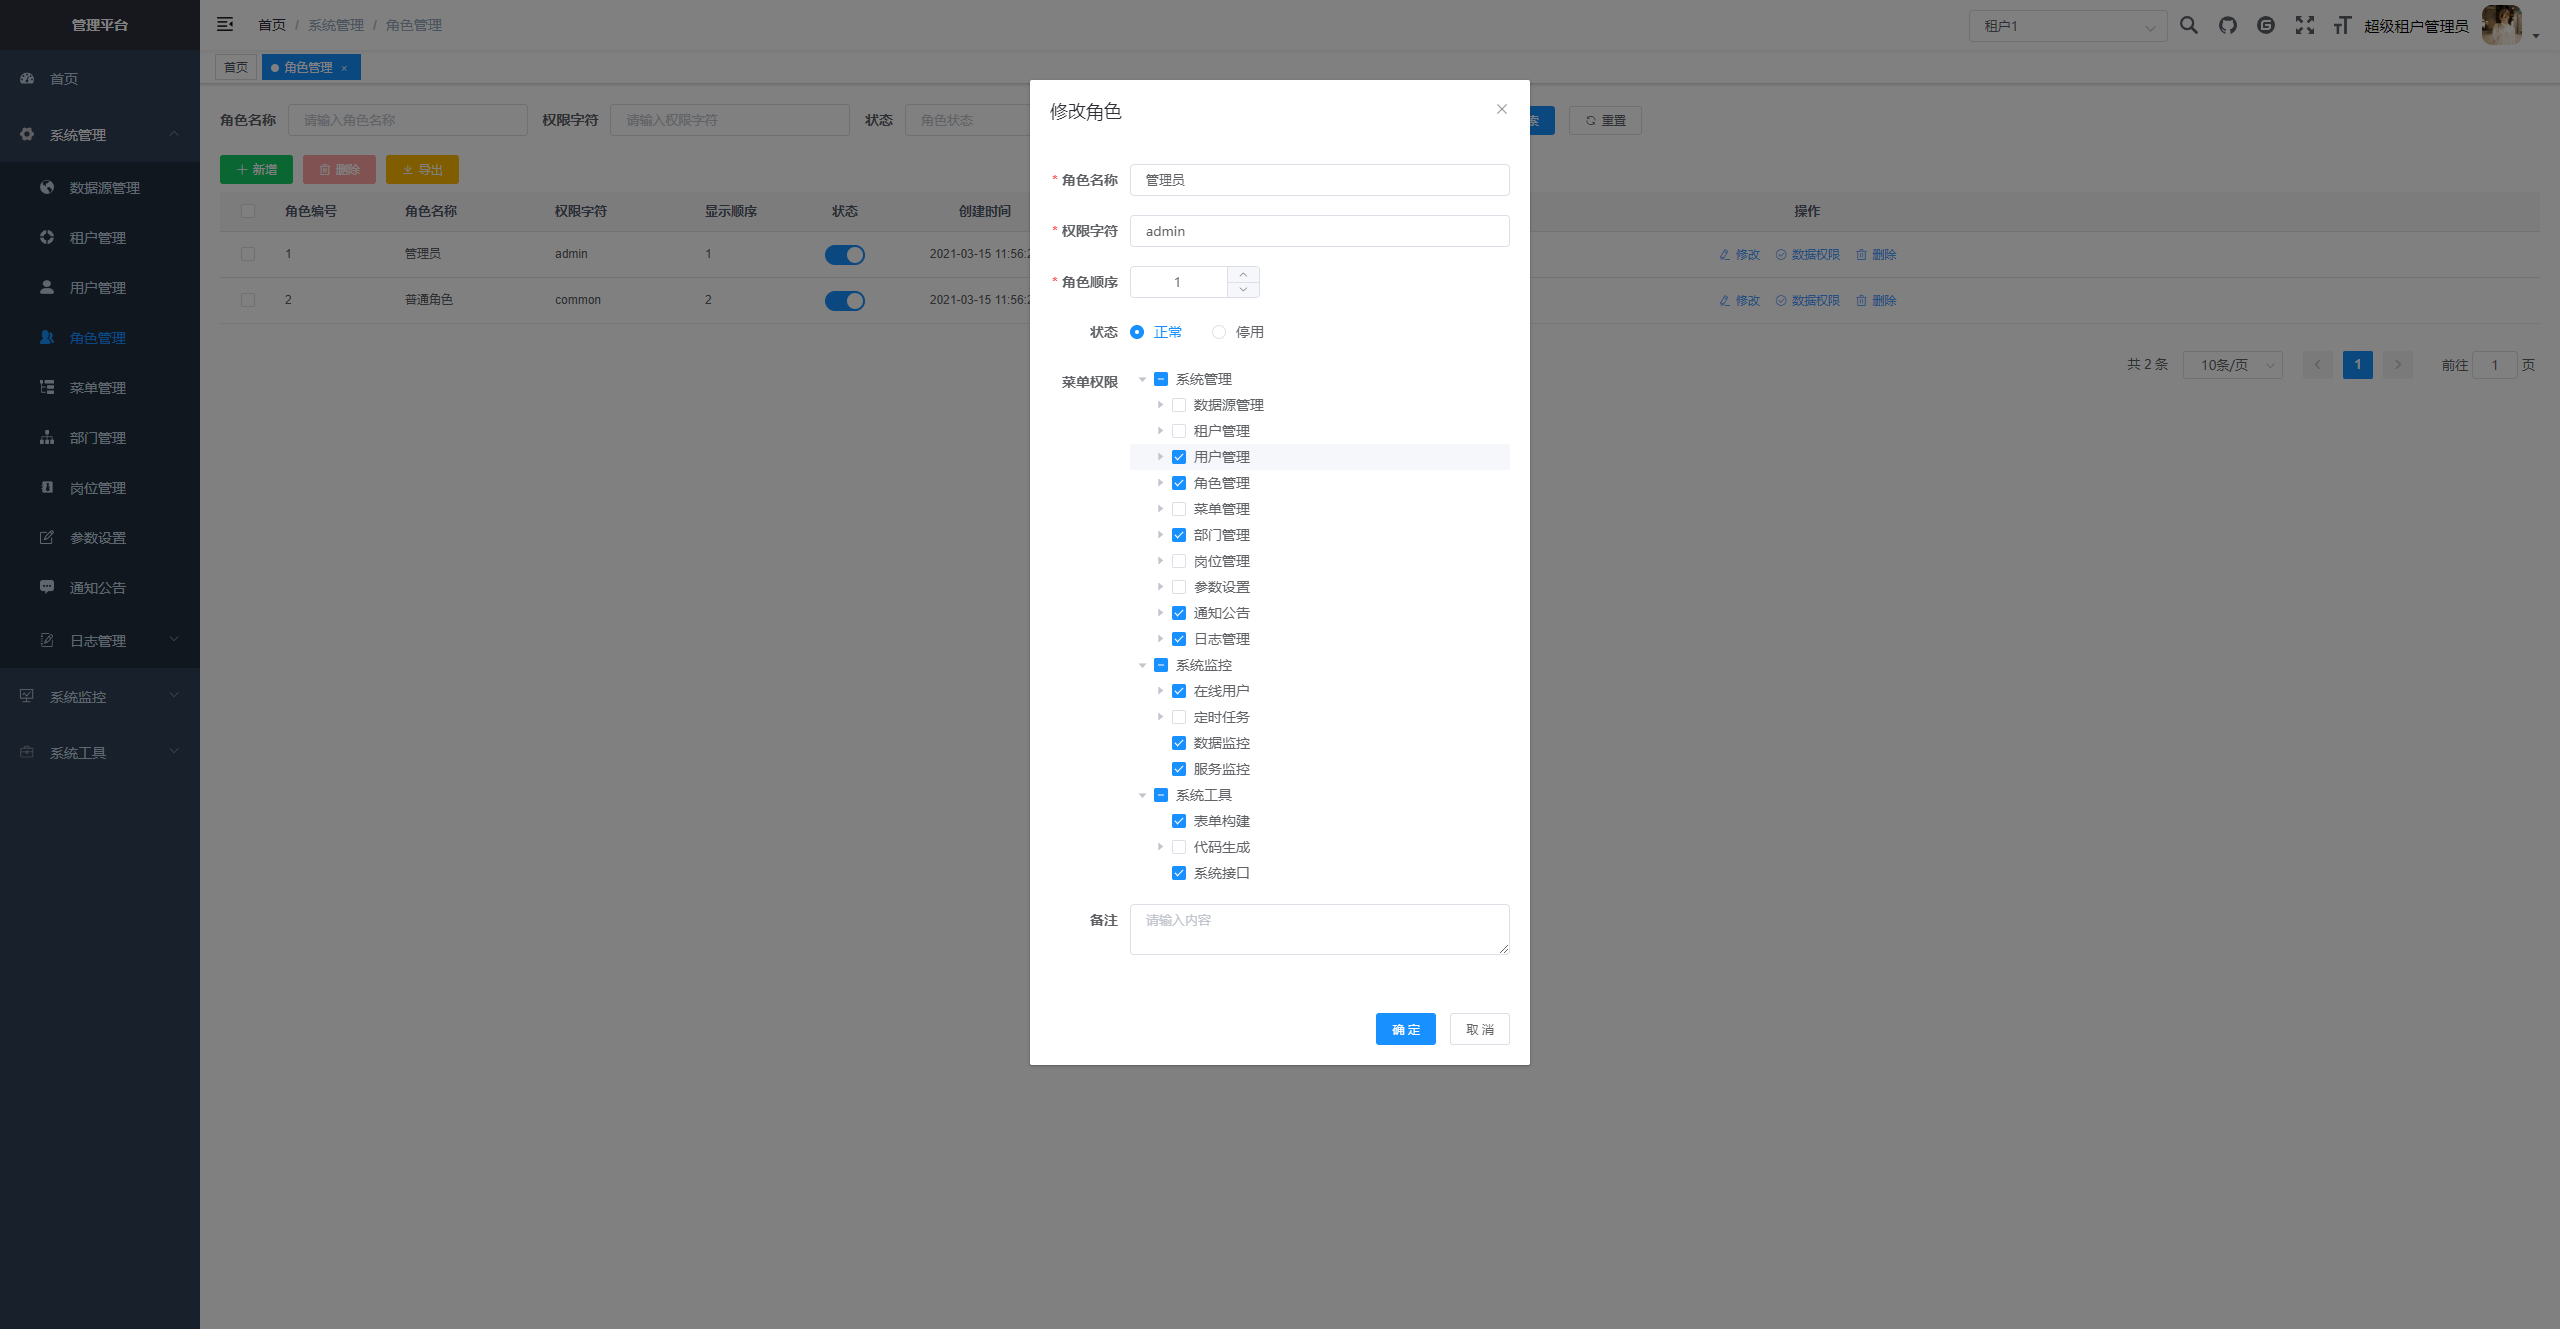 管理平台
首页 / 系统管理 / 角色管理
租户1
超级租户管理员
首页
角色管理 ×
首页
系统管理
数据源管理
租户管理
用户管理
角色管理
菜单管理
部门管理
岗位管理
参数设置
通知公告
日志管理
系统监控
系统工具
角色名称 请输入角色名称 权限字符 请输入权限字符 状态 角色状态
索 重置
新增 删除 导出
角色编号 角色名称 权限字符 显示顺序 状态 创建时间 操作
1 管理员 admin 1 2021-03-15 11:56:2 修改 数据权限 删除
2 普通角色 common 2 2021-03-15 11:56:2 修改 数据权限 删除
共 2 条 10条/页 1 前往 1 页
修改角色
* 角色名称 管理员
* 权限字符 admin
* 角色顺序 1
状态 正常 停用
菜单权限 系统管理
数据源管理
租户管理
用户管理
角色管理
菜单管理
部门管理
岗位管理
参数设置
通知公告
日志管理
系统监控
在线用户
定时任务
数据监控
服务监控
系统工具
表单构建
代码生成
系统接口
备注 请输入内容
确 定 取 消